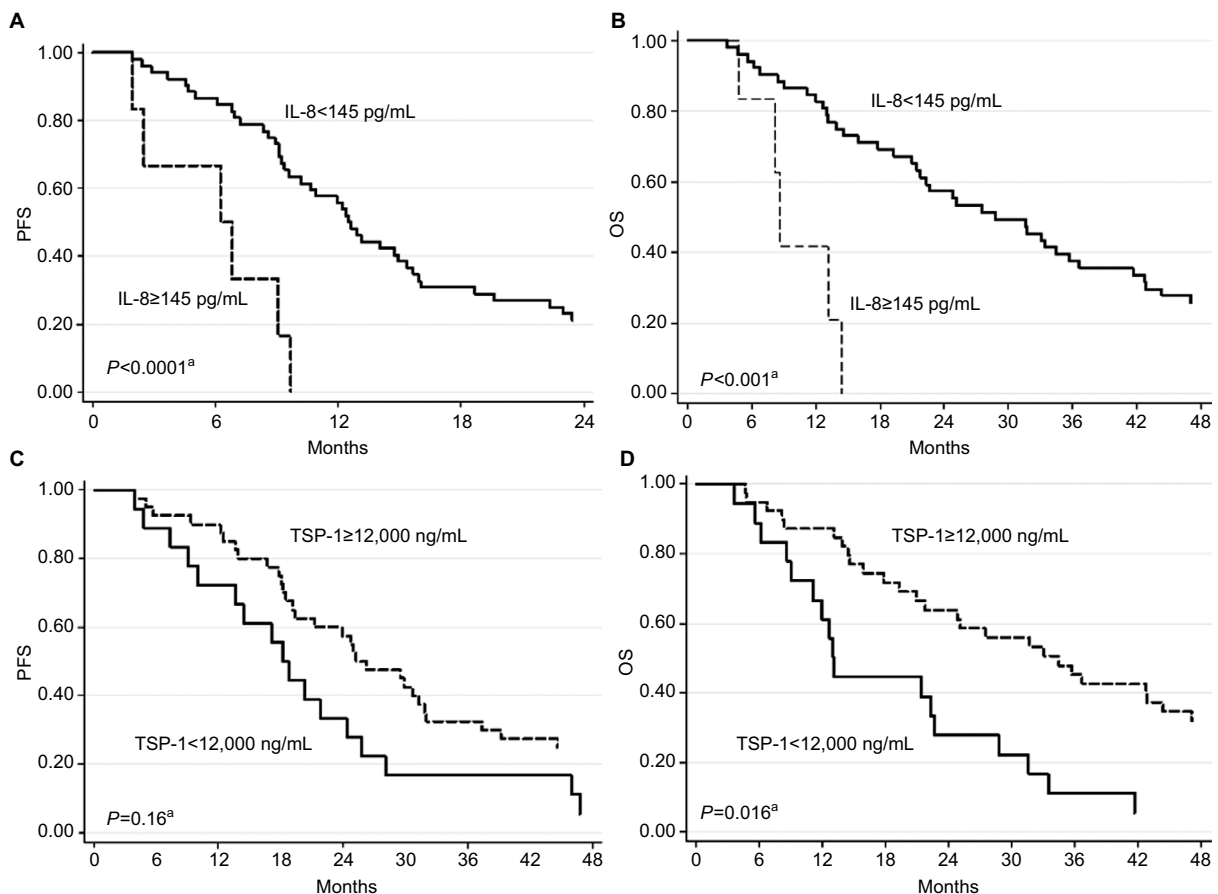 A
1.00
0.80
0.60
0.40
0.20
0.00
PFS
IL-8<145 pg/mL
IL-8≥145 pg/mL
P<0.0001ᵃ
0 6 12 18 24
Months
B
1.00
0.80
0.60
0.40
0.20
0.00
OS
IL-8<145 pg/mL
IL-8≥145 pg/mL
P<0.001ᵃ
0 6 12 18 24 30 36 42 48
Months
C
1.00
0.80
0.60
0.40
0.20
0.00
PFS
TSP-1≥12,000 ng/mL
TSP-1<12,000 ng/mL
P=0.16ᵃ
0 6 12 18 24 30 36 42 48
Months
D
1.00
0.80
0.60
0.40
0.20
0.00
OS
TSP-1≥12,000 ng/mL
TSP-1<12,000 ng/mL
P=0.016ᵃ
0 6 12 18 24 30 36 42 48
Months